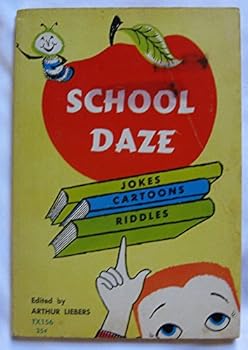 SCHOOL
DAZE
JOKES
CARTOONS
RIDDLES
Edited by
ARTHUR LIEBERS
TX156
25¢